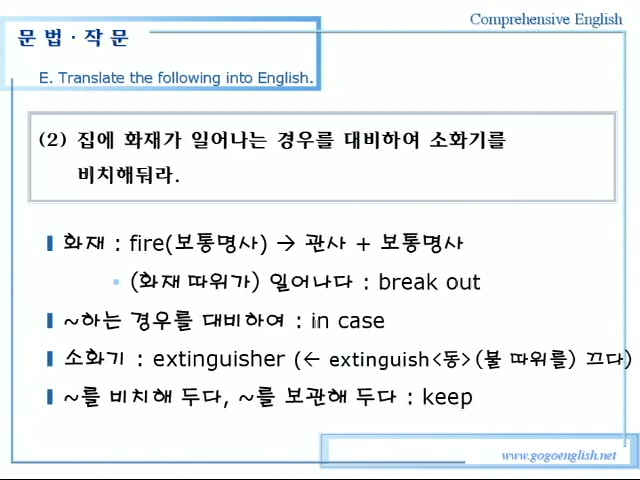 Comprehensive English
문 법 · 작 문
E. Translate the following into English.
(2) 집에 화재가 일어나는 경우를 대비하여 소화기를
비치해둬라.
화재 : fire(보통명사) → 관사 + 보통명사
(화재 따위가) 일어나다 : break out
~하는 경우를 대비하여 : in case
소화기 : extinguisher (← extinguish<동>(불 따위를) 끄다)
~를 비치해 두다, ~를 보관해 두다 : keep
www.gogoenglish.net